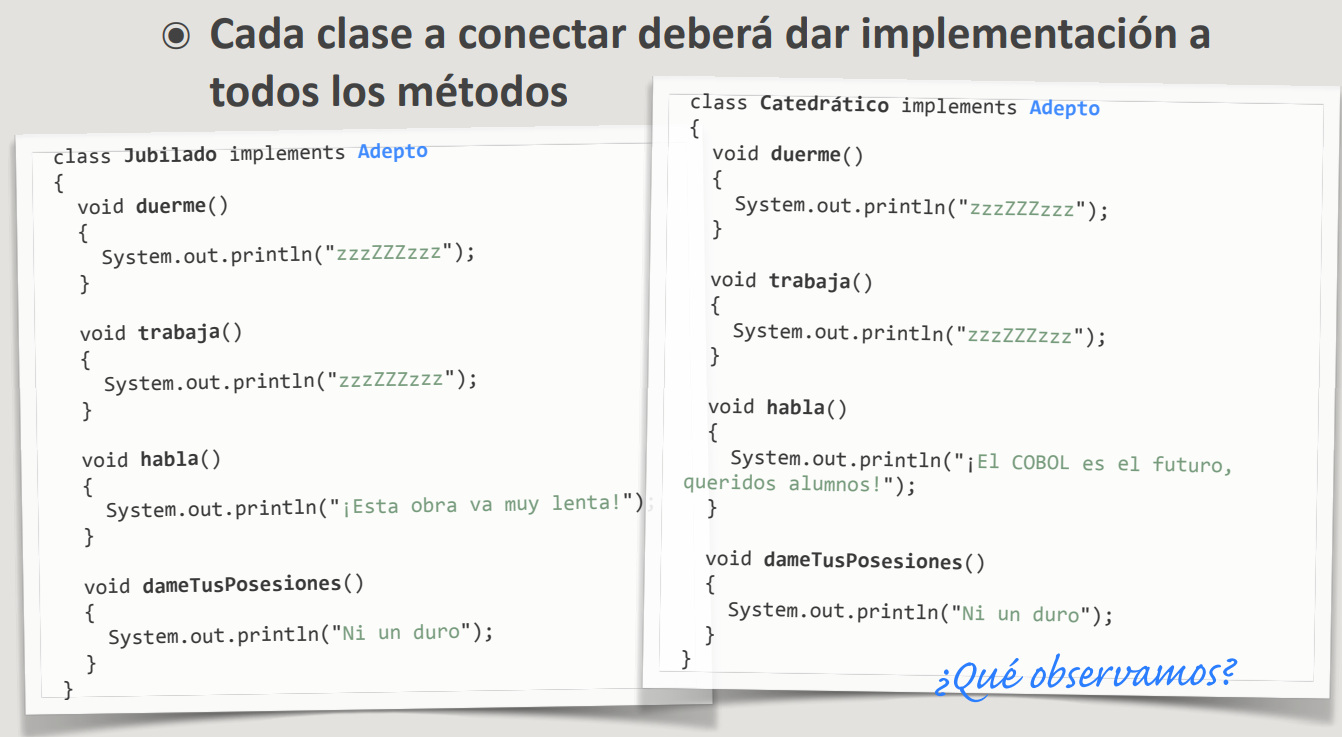 ◉ Cada clase a conectar deberá dar implementación a
todos los métodos
class Jubilado implements Adepto
{
void duerme()
{
System.out.println("zzzZZZzzz");
}
void trabaja()
{
System.out.println("zzzZZZzzz");
}
void habla()
{
System.out.println("¡Esta obra va muy lenta!");
}
void dameTusPosesiones()
{
System.out.println("Ni un duro");
}
}
class Catedrático implements Adepto
{
void duerme()
{
System.out.println("zzzZZZzzz");
}
void trabaja()
{
System.out.println("zzzZZZzzz");
}
void habla()
{
System.out.println("¡El COBOL es el futuro,
queridos alumnos!");
}
void dameTusPosesiones()
{
System.out.println("Ni un duro");
}
}
¿Qué observamos?